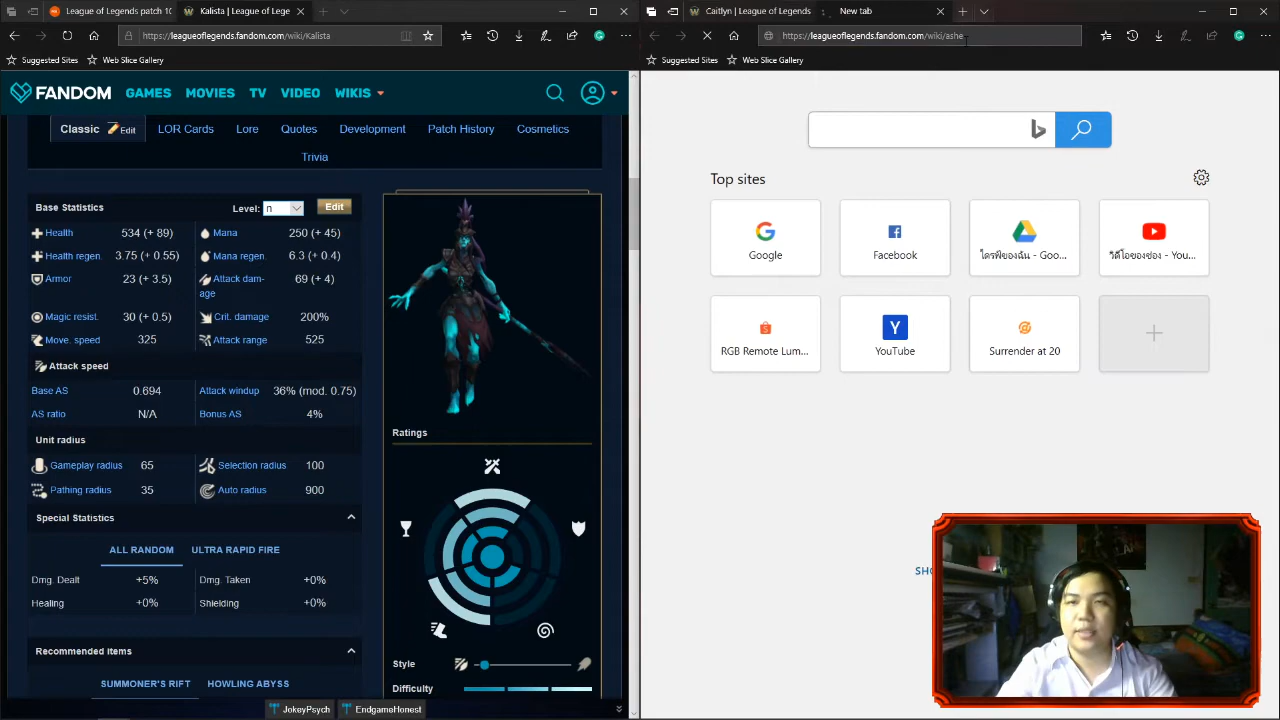 League of Legends patch 10
Kalista | League of Lege
Caitlyn | League of Legends
New tab
https://leagueoflegends.fandom.com/wiki/Kalista
https://leagueoflegends.fandom.com/wiki/ashe
Suggested Sites
Web Slice Gallery
Suggested Sites
Web Slice Gallery
FANDOM
GAMES
MOVIES
TV
VIDEO
WIKIS
Classic
Edit
LOR Cards
Lore
Quotes
Development
Patch History
Cosmetics
Trivia
Base Statistics
Level:
n
Edit
Health 534 (+ 89)
Mana 250 (+ 45)
Health regen. 3.75 (+ 0.55)
Mana regen. 6.3 (+ 0.4)
Armor 23 (+ 3.5)
Attack dam-
age 69 (+ 4)
Magic resist. 30 (+ 0.5)
Crit. damage 200%
Move. speed 325
Attack range 525
Attack speed
Base AS 0.694
Attack windup 36% (mod. 0.75)
AS ratio N/A
Bonus AS 4%
Unit radius
Gameplay radius 65
Selection radius 100
Pathing radius 35
Auto radius 900
Special Statistics
ALL RANDOM
ULTRA RAPID FIRE
Dmg. Dealt +5%
Dmg. Taken +0%
Healing +0%
Shielding +0%
Recommended items
SUMMONER'S RIFT
HOWLING ABYSS
Ratings
Style
Difficulty
JokeyPsych
EndgameHonest
Top sites
Google
Facebook
ไดรฟ์ของฉัน - Goo...
วิดีโอของช่อง - You...
RGB Remote Lum...
Y
YouTube
Surrender at 20